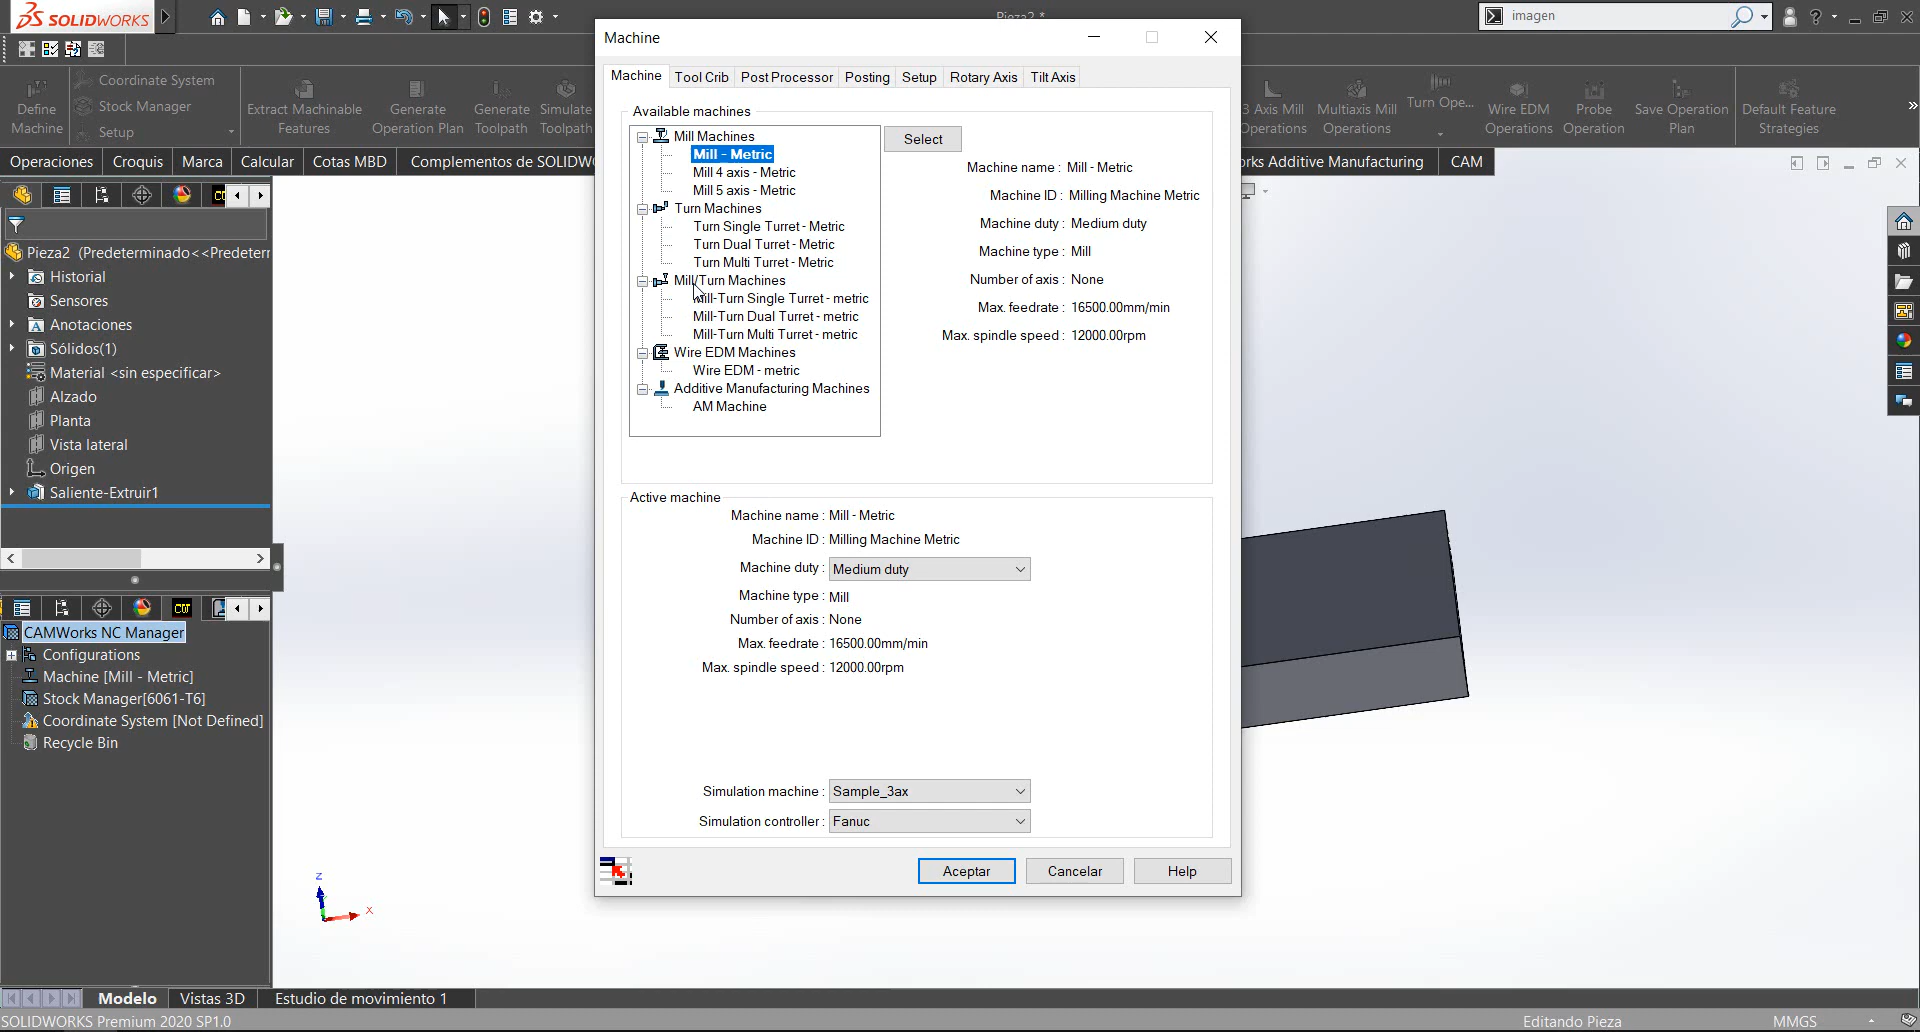 SOLIDWORKS
Pieza2 *
imagen
Machine
Machine
Tool Crib
Post Processor
Posting
Setup
Rotary Axis
Tilt Axis
Define
Machine
Coordinate System
Stock Manager
Setup
Extract Machinable
Features
Generate
Operation Plan
Generate
Toolpath
Simulate
Toolpath
3 Axis Mill
Operations
Multiaxis Mill
Operations
Turn Ope...
Wire EDM
Operations
Probe
Operation
Save Operation
Plan
Default Feature
Strategies
Operaciones
Croquis
Marca
Calcular
Cotas MBD
Complementos de SOLIDWO
rks Additive Manufacturing
CAM
Pieza2 (Predeterminado<<Predeterr
Historial
Sensores
Anotaciones
Sólidos(1)
Material <sin especificar>
Alzado
Planta
Vista lateral
Origen
Saliente-Extruir1
CAMWorks NC Manager
Configurations
Machine [Mill - Metric]
Stock Manager[6061-T6]
Coordinate System [Not Defined]
Recycle Bin
Available machines
Mill Machines
Mill - Metric
Mill 4 axis - Metric
Mill 5 axis - Metric
Turn Machines
Turn Single Turret - Metric
Turn Dual Turret - Metric
Turn Multi Turret - Metric
Mill/Turn Machines
Mill-Turn Single Turret - metric
Mill-Turn Dual Turret - metric
Mill-Turn Multi Turret - metric
Wire EDM Machines
Wire EDM - metric
Additive Manufacturing Machines
AM Machine
Select
Machine name : Mill - Metric
Machine ID : Milling Machine Metric
Machine duty : Medium duty
Machine type : Mill
Number of axis : None
Max. feedrate : 16500.00mm/min
Max. spindle speed : 12000.00rpm
Active machine
Machine name : Mill - Metric
Machine ID : Milling Machine Metric
Machine duty : Medium duty
Machine type : Mill
Number of axis : None
Max. feedrate : 16500.00mm/min
Max. spindle speed : 12000.00rpm
Simulation machine : Sample_3ax
Simulation controller : Fanuc
Aceptar
Cancelar
Help
z
x
Modelo
Vistas 3D
Estudio de movimiento 1
SOLIDWORKS Premium 2020 SP1.0
Editando Pieza
MMGS